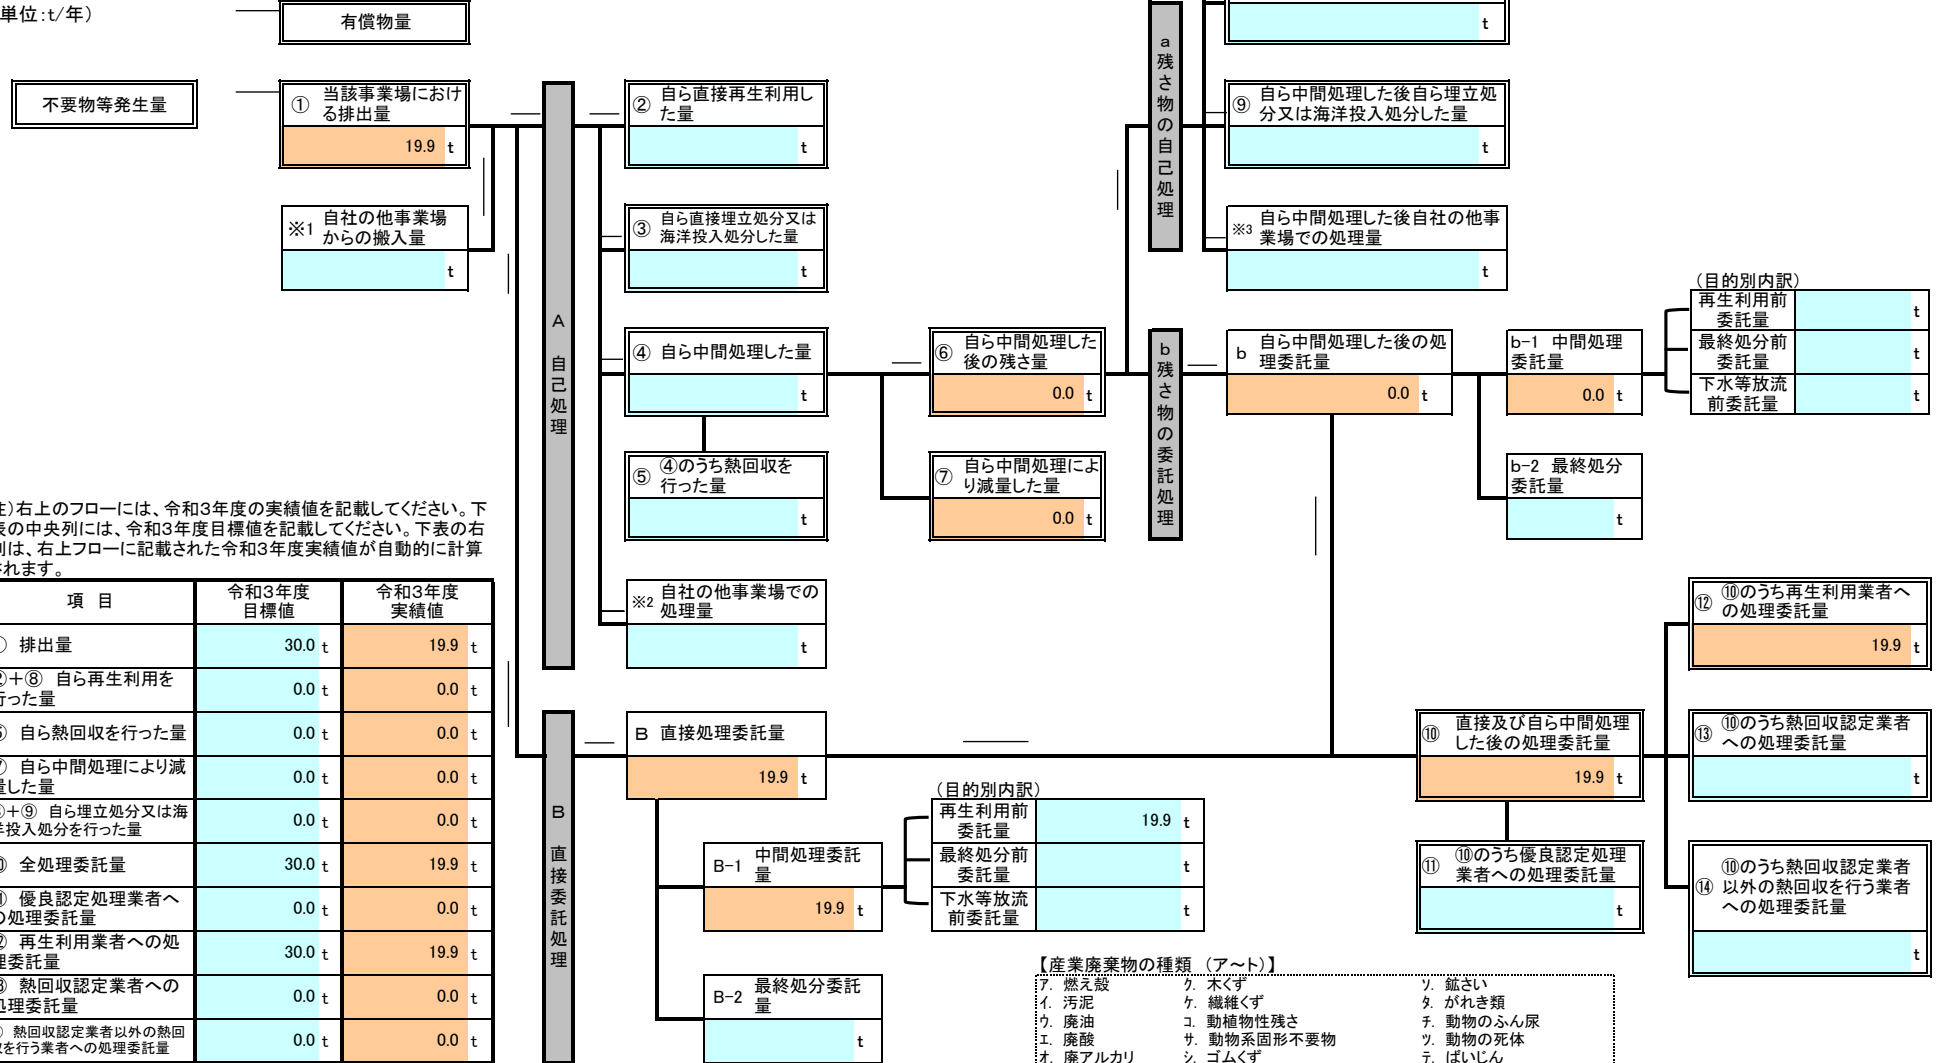 単位:t/年)
有償物量
t
不要物等発生量
① 当該事業場におけ
る排出量
19.9 t
※1 自社の他事業場
からの搬入量
t
A 自己処理
② 自ら直接再生利用し
た量
t
③ 自ら直接埋立処分又は
海洋投入処分した量
t
④ 自ら中間処理した量
t
⑤ ④のうち熱回収を
行った量
t
※2 自社の他事業場での
処理量
t
⑥ 自ら中間処理した
後の残さ量
0.0 t
⑦ 自ら中間処理によ
り減量した量
0.0 t
a 残さ物の自己処理
⑨ 自ら中間処理した後自ら埋立処
分又は海洋投入処分した量
t
※3 自ら中間処理した後自社の他事
業場での処理量
t
b 残さ物の委託処理
b 自ら中間処理した後の処
理委託量
0.0 t
b-1 中間処理
委託量
0.0 t
(目的別内訳)
再生利用前
委託量
t
最終処分前
委託量
t
下水等放流
前委託量
t
b-2 最終処分
委託量
t
)右上のフローには、令和3年度の実績値を記載してください。下
の中央列には、令和3年度目標値を記載してください。下表の右
は、右上フローに記載された令和3年度実績値が自動的に計算
れます。
項 目
令和3年度
目標値
令和3年度
実績値
排出量
30.0 t
19.9 t
+⑧ 自ら再生利用を
った量
0.0 t
0.0 t
自ら熱回収を行った量
0.0 t
0.0 t
自ら中間処理により減
した量
0.0 t
0.0 t
+⑨ 自ら埋立処分又は海
投入処分を行った量
0.0 t
0.0 t
全処理委託量
30.0 t
19.9 t
優良認定処理業者へ
の処理委託量
0.0 t
0.0 t
再生利用業者への処
理委託量
30.0 t
19.9 t
熱回収認定業者への
処理委託量
0.0 t
0.0 t
熱回収認定業者以外の熱回
収を行う業者への処理委託量
0.0 t
0.0 t
B 直接委託処理
B 直接処理委託量
19.9 t
B-1 中間処理委託
量
19.9 t
(目的別内訳)
再生利用前
委託量
19.9 t
最終処分前
委託量
t
下水等放流
前委託量
t
B-2 最終処分委託
量
t
⑩ 直接及び自ら中間処理
した後の処理委託量
19.9 t
⑪ ⑩のうち優良認定処理
業者への処理委託量
t
⑫ ⑩のうち再生利用業者へ
の処理委託量
19.9 t
⑬ ⑩のうち熱回収認定業者
への処理委託量
t
⑭ ⑩のうち熱回収認定業者
以外の熱回収を行う業者
への処理委託量
t
【産業廃棄物の種類 (ア~ト)】
ア. 燃え殻 ク. 木くず ソ. 鉱さい
イ. 汚泥 ケ. 繊維くず タ. がれき類
ウ. 廃油 コ. 動植物性残さ チ. 動物のふん尿
エ. 廃酸 サ. 動物系固形不要物 ツ. 動物の死体
オ. 廃アルカリ シ. ゴムくず テ. ばいじん